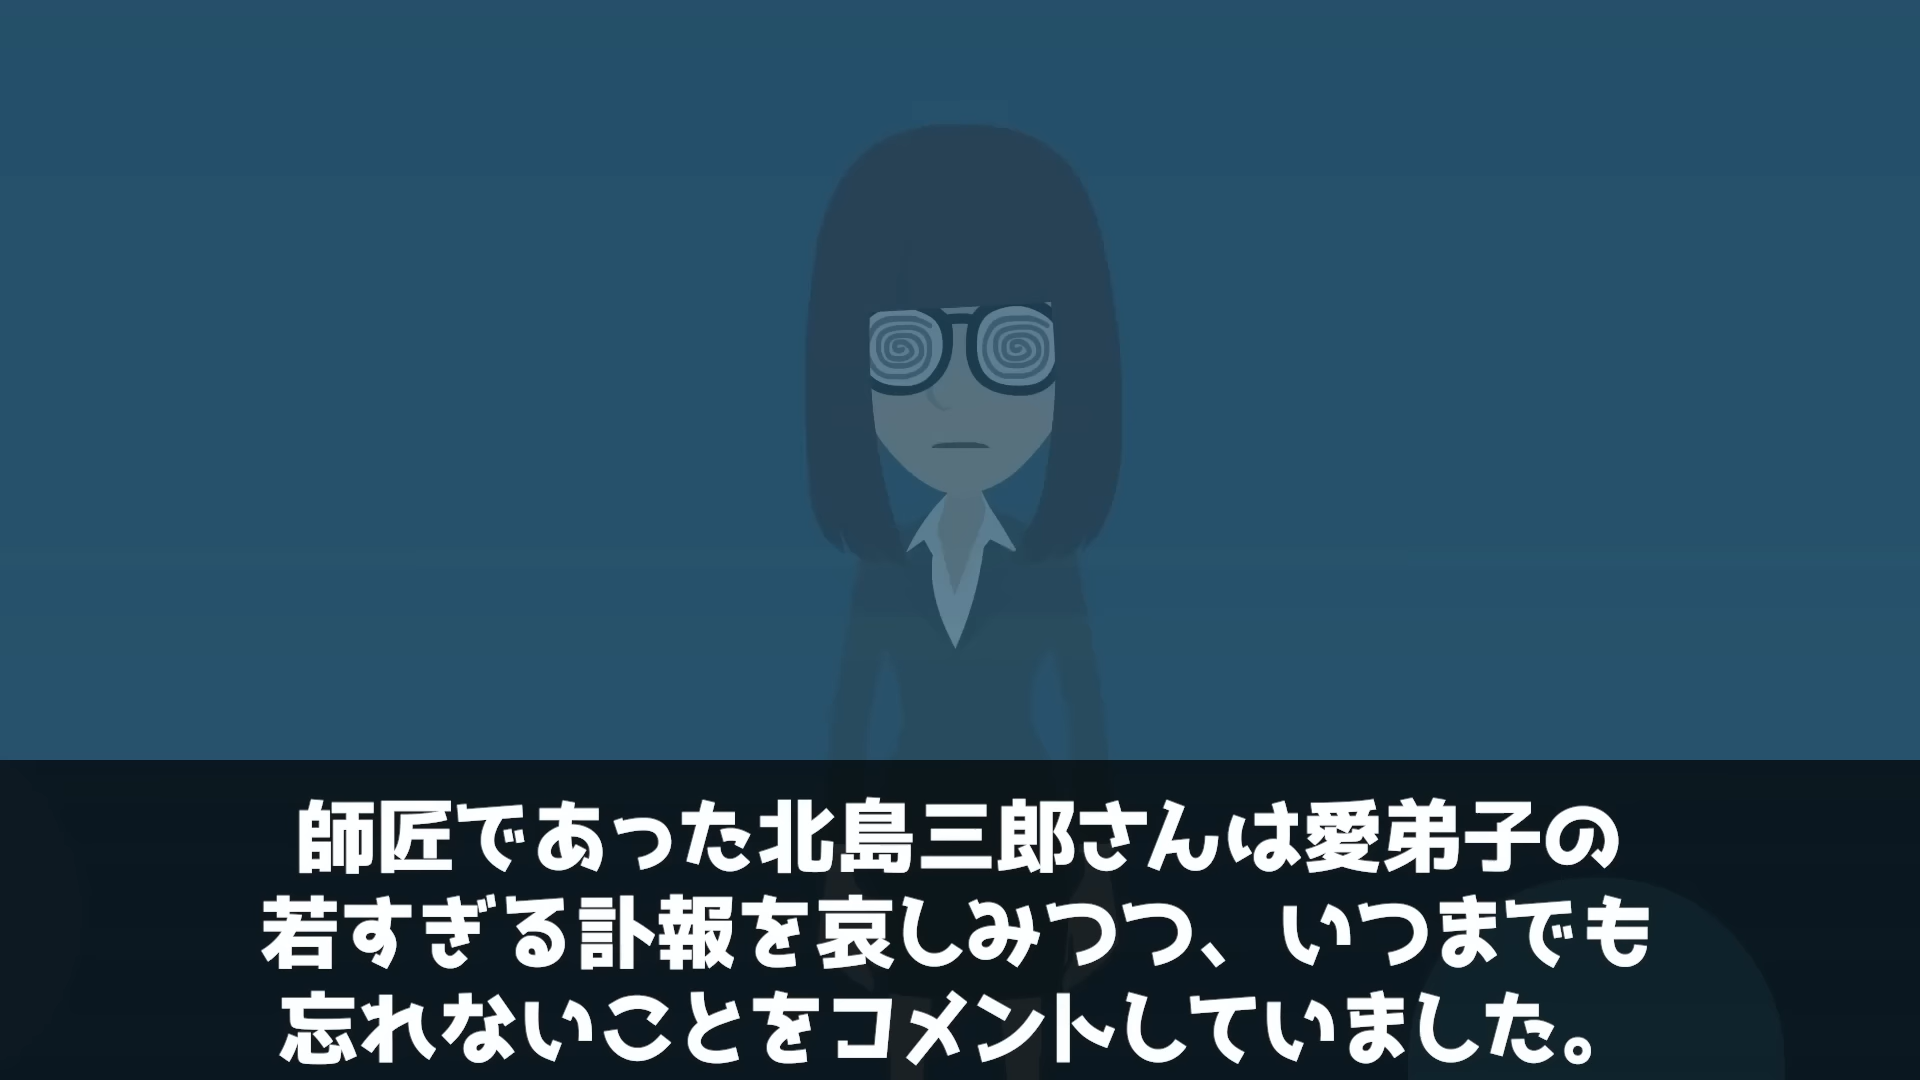 師匠であった北島三郎さんは愛弟子の
若すぎる訃報を哀しみつつ、いつまでも
忘れないことをコメントしていました。